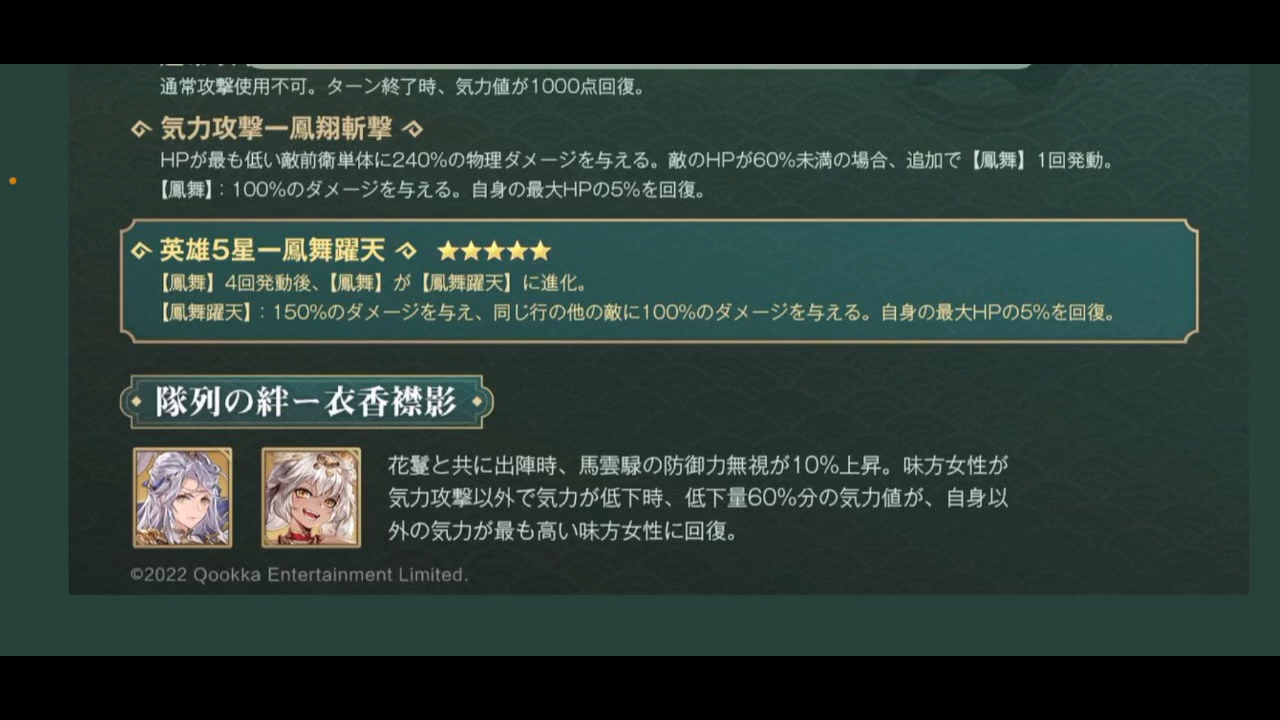 通常攻撃使用不可。ターン終了時、気力値が1000点回復。
気力攻撃ー鳳翔斬撃
HPが最も低い敵前衛単体に240%の物理ダメージを与える。敵のHPが60%未満の場合、追加で【鳳舞】1回発動。
【鳳舞】：100%のダメージを与える。自身の最大HPの5%を回復。
英雄5星ー鳳舞躍天 ★★★★★
【鳳舞】4回発動後、【鳳舞】が【鳳舞躍天】に進化。
【鳳舞躍天】：150%のダメージを与え、同じ行の他の敵に100%のダメージを与える。自身の最大HPの5%を回復。
隊列の絆ー衣香襟影
花鬘と共に出陣時、馬雲騄の防御力無視が10%上昇。味方女性が
気力攻撃以外で気力が低下時、低下量60%分の気力値が、自身以
外の気力が最も高い味方女性に回復。
©2022 Qookka Entertainment Limited.